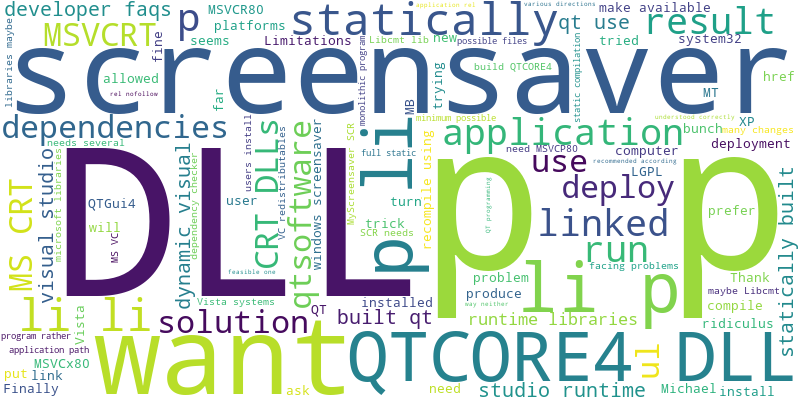 developer faqs
MSVCR80
platforms
statically
application rel
various directions
make available
p
MSVCRT
seems
Limitations
Libcmt lib
new
possible files
qt use
result
libraries maybe
fine
tried
system32
screensaver
allowed
rel nofollow
far
monolithic program
trying
build QTCORE4
MB
static compilation
MT
XP
href
dependencies
minimum possible
application
understood correctly
bunch
many changes
needs several
users install
li
need MSVCP80
computer
deployment
DLL
p p
visual studio
microsoft libraries
QTGui4
will
MS VC
MS CRT
dynamic visual
dependency checker
user
CRT DLLs
VC redistributables
qtsoftware
windows screensaver
MyScreensaver SCR
full static
turn
trick
SCR needs
recompile using
use
recommended according
LGPL
deploy
linked
prefer
QT programming
run
facing problems
statically built
feasible one
p li
problem
produce
way neither
li p
Thank
maybe Libcmt
compile
li li
Vista
Vista systems
installed
QT
solution
built qt
runtime libraries
ridiculus
program rather
application path
MSVCx80
put
link
Finally
want
ask
QTCORE4
DLL
need
studio runtime
ul
Michael
install